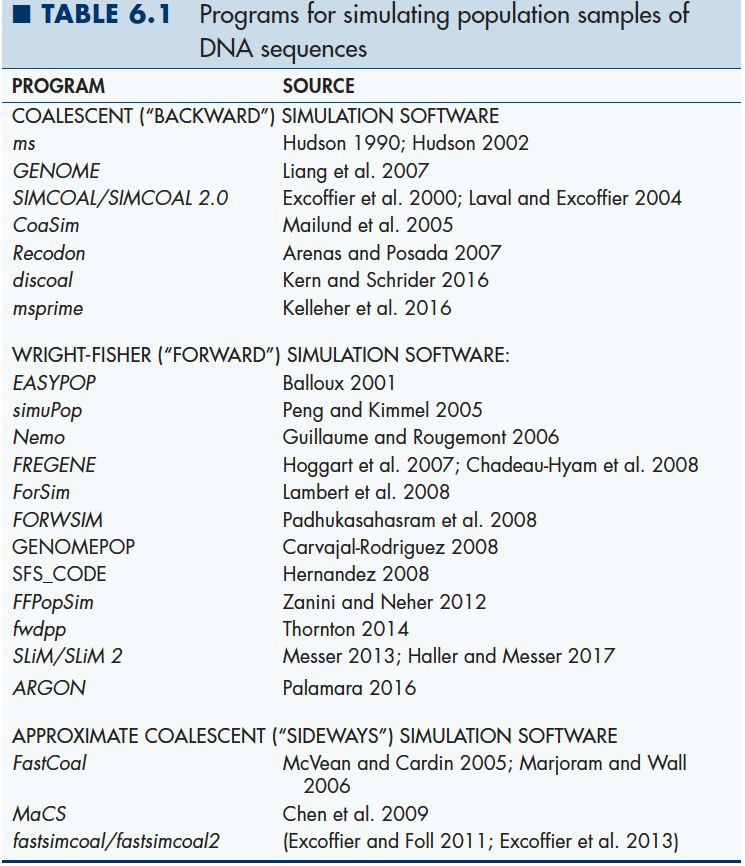 ■ TABLE 6.1 Programs for simulating population samples of
DNA sequences
PROGRAM SOURCE
COALESCENT (“BACKWARD”) SIMULATION SOFTWARE
ms Hudson 1990; Hudson 2002
GENOME Liang et al. 2007
SIMCOAL/SIMCOAL 2.0 Excoffier et al. 2000; Laval and Excoffier 2004
CoaSim Mailund et al. 2005
Recodon Arenas and Posada 2007
discoal Kern and Schrider 2016
msprime Kelleher et al. 2016
WRIGHT-FISHER (“FORWARD”) SIMULATION SOFTWARE:
EASYPOP Balloux 2001
simuPop Peng and Kimmel 2005
Nemo Guillaume and Rougemont 2006
FREGENE Hoggart et al. 2007; Chadeau-Hyam et al. 2008
ForSim Lambert et al. 2008
FORWSIM Padhukasahasram et al. 2008
GENOMEPOP Carvajal-Rodriguez 2008
SFS_CODE Hernandez 2008
FFPopSim Zanini and Neher 2012
fwdpp Thornton 2014
SLiM/SLiM 2 Messer 2013; Haller and Messer 2017
ARGON Palamara 2016
APPROXIMATE COALESCENT (“SIDEWAYS”) SIMULATION SOFTWARE
FastCoal McVean and Cardin 2005; Marjoram and Wall
2006
MaCS Chen et al. 2009
fastsimcoal/fastsimcoal2 (Excoffier and Foll 2011; Excoffier et al. 2013)